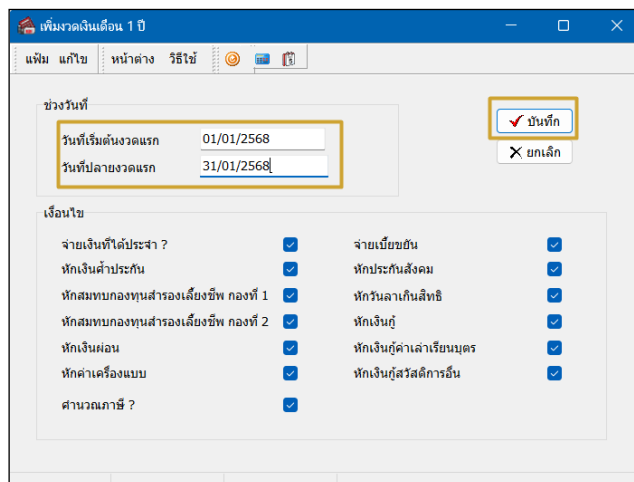 เพิ่มงวดเงินเดือน 1 ปี
แฟ้ม แก้ไข หน้าต่าง วิธีใช้
ช่วงวันที่
วันที่เริ่มต้นงวดแรก 01/01/2568
วันที่ปลายงวดแรก 31/01/2568
บันทึก
ยกเลิก
เงื่อนไข
จ่ายเงินที่ได้ประจำ ? จ่ายเบี้ยขยัน
หักเงินค้ำประกัน หักประกันสังคม
หักสมทบกองทุนสำรองเลี้ยงชีพ กองที่ 1 หักวันลาเกินสิทธิ
หักสมทบกองทุนสำรองเลี้ยงชีพ กองที่ 2 หักเงินกู้
หักเงินผ่อน หักเงินกู้ค่าเล่าเรียนบุตร
หักค่าเครื่องแบบ หักเงินกู้สวัสดิการอื่น
คำนวณภาษี ?